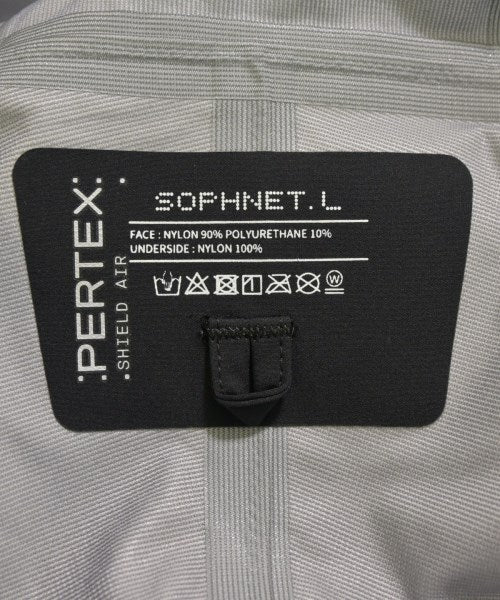 SOPHNET. L
FACE : NYLON 90% POLYURETHANE 10%
UNDERSIDE : NYLON 100%
W
PERTEX
SHIELD AIR